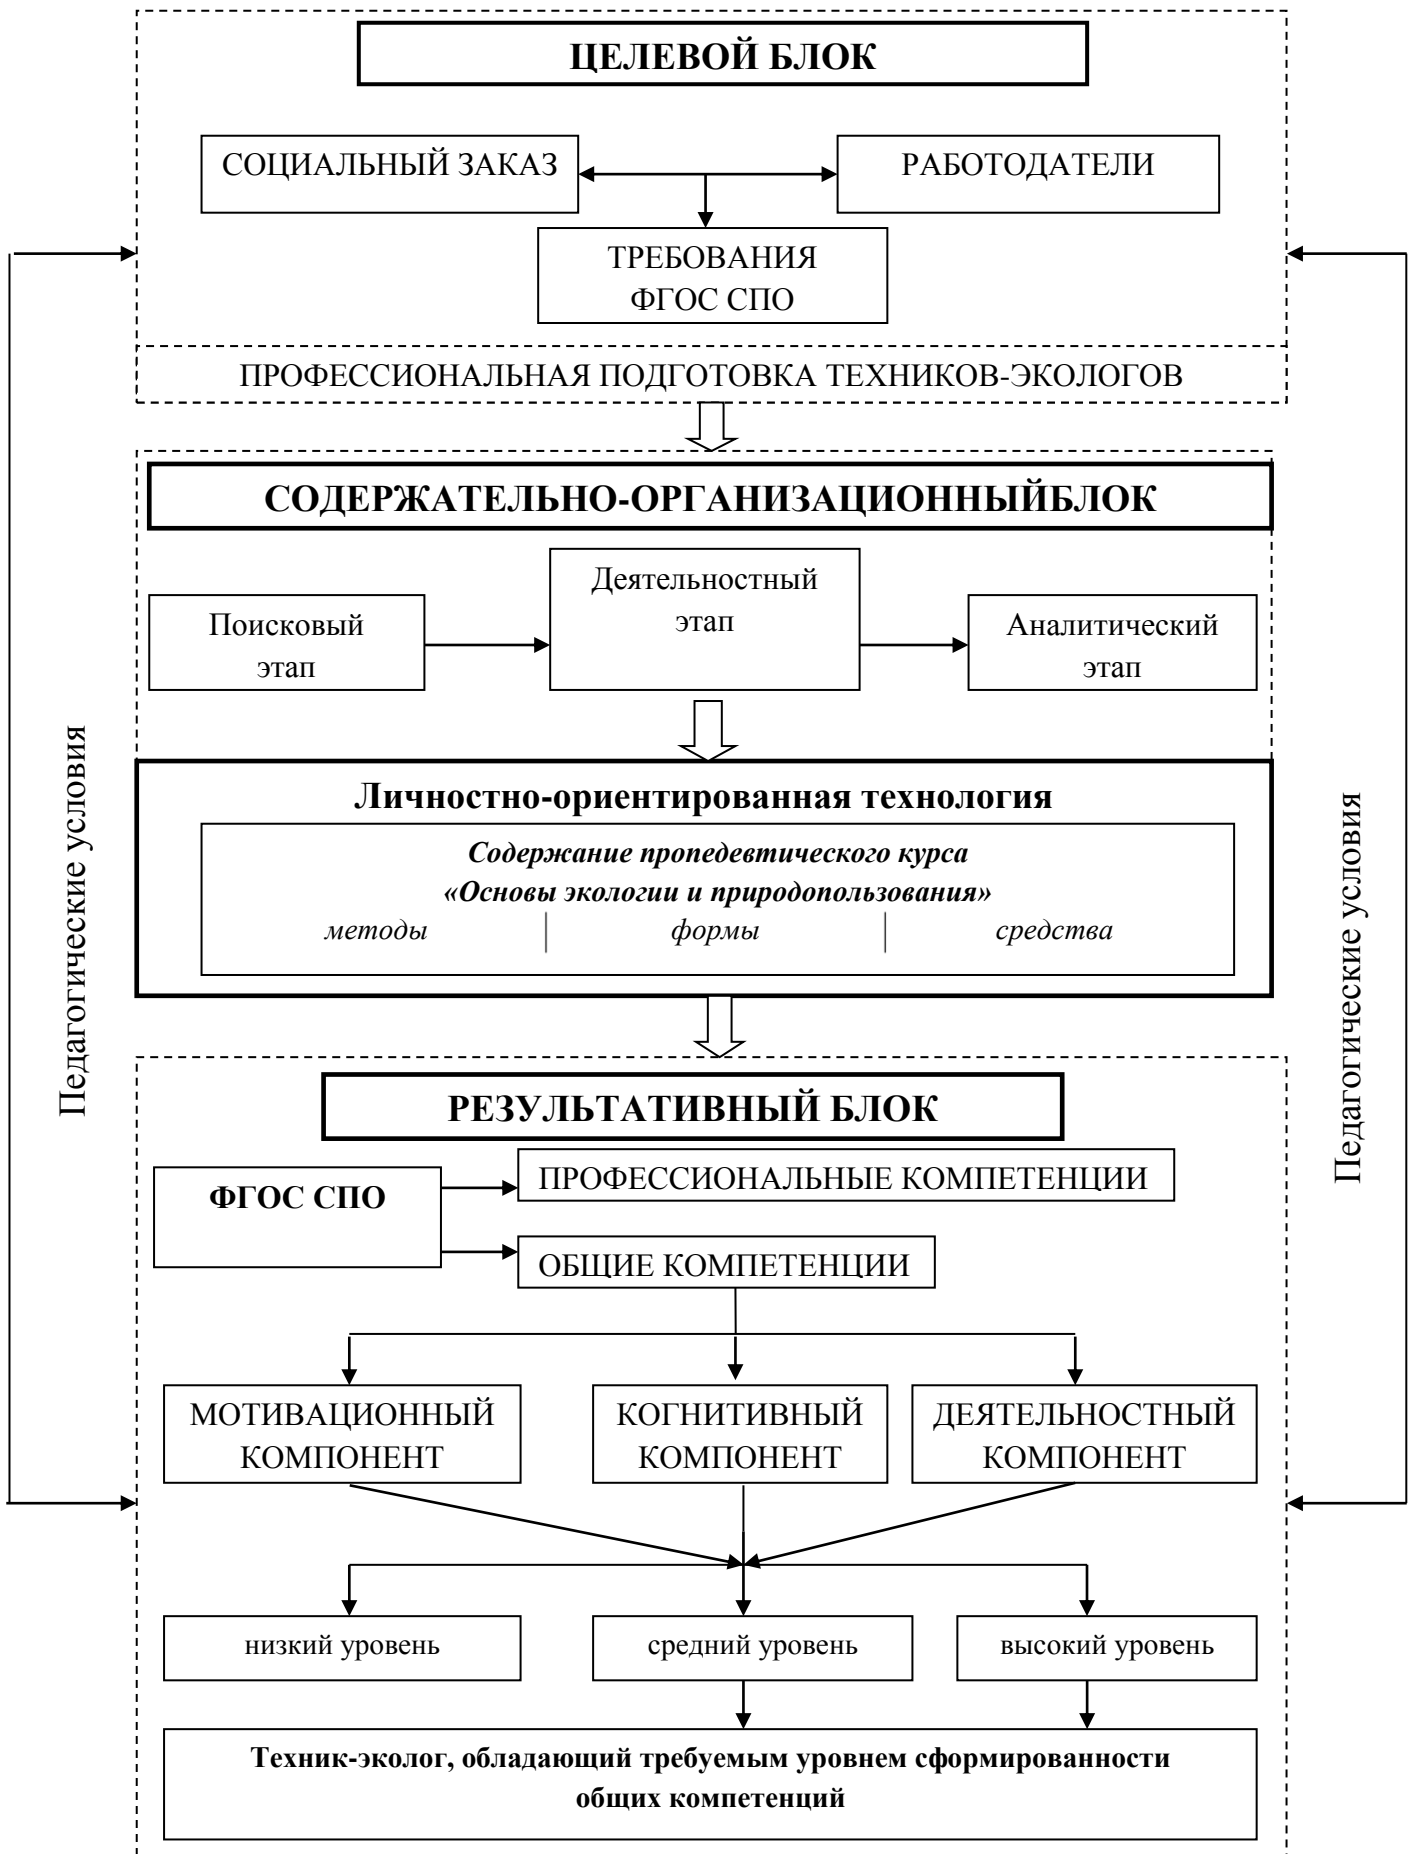 ЦЕЛЕВОЙ БЛОК
СОЦИАЛЬНЫЙ ЗАКАЗ
РАБОТОДАТЕЛИ
ТРЕБОВАНИЯ
ФГОС СПО
ПРОФЕССИОНАЛЬНАЯ ПОДГОТОВКА ТЕХНИКОВ-ЭКОЛОГОВ
СОДЕРЖАТЕЛЬНО-ОРГАНИЗАЦИОННЫЙБЛОК
Поисковый
этап
Деятельностный
этап
Аналитический
этап
Личностно-ориентированная технология
Содержание пропедевтического курса
«Основы экологии и природопользования»
методы
формы
средства
Педагогические условия
Педагогические условия
РЕЗУЛЬТАТИВНЫЙ БЛОК
ФГОС СПО
ПРОФЕССИОНАЛЬНЫЕ КОМПЕТЕНЦИИ
ОБЩИЕ КОМПЕТЕНЦИИ
МОТИВАЦИОННЫЙ
КОМПОНЕНТ
КОГНИТИВНЫЙ
КОМПОНЕНТ
ДЕЯТЕЛЬНОСТНЫЙ
КОМПОНЕНТ
низкий уровень
средний уровень
высокий уровень
Техник-эколог, обладающий требуемым уровнем сформированности
общих компетенций